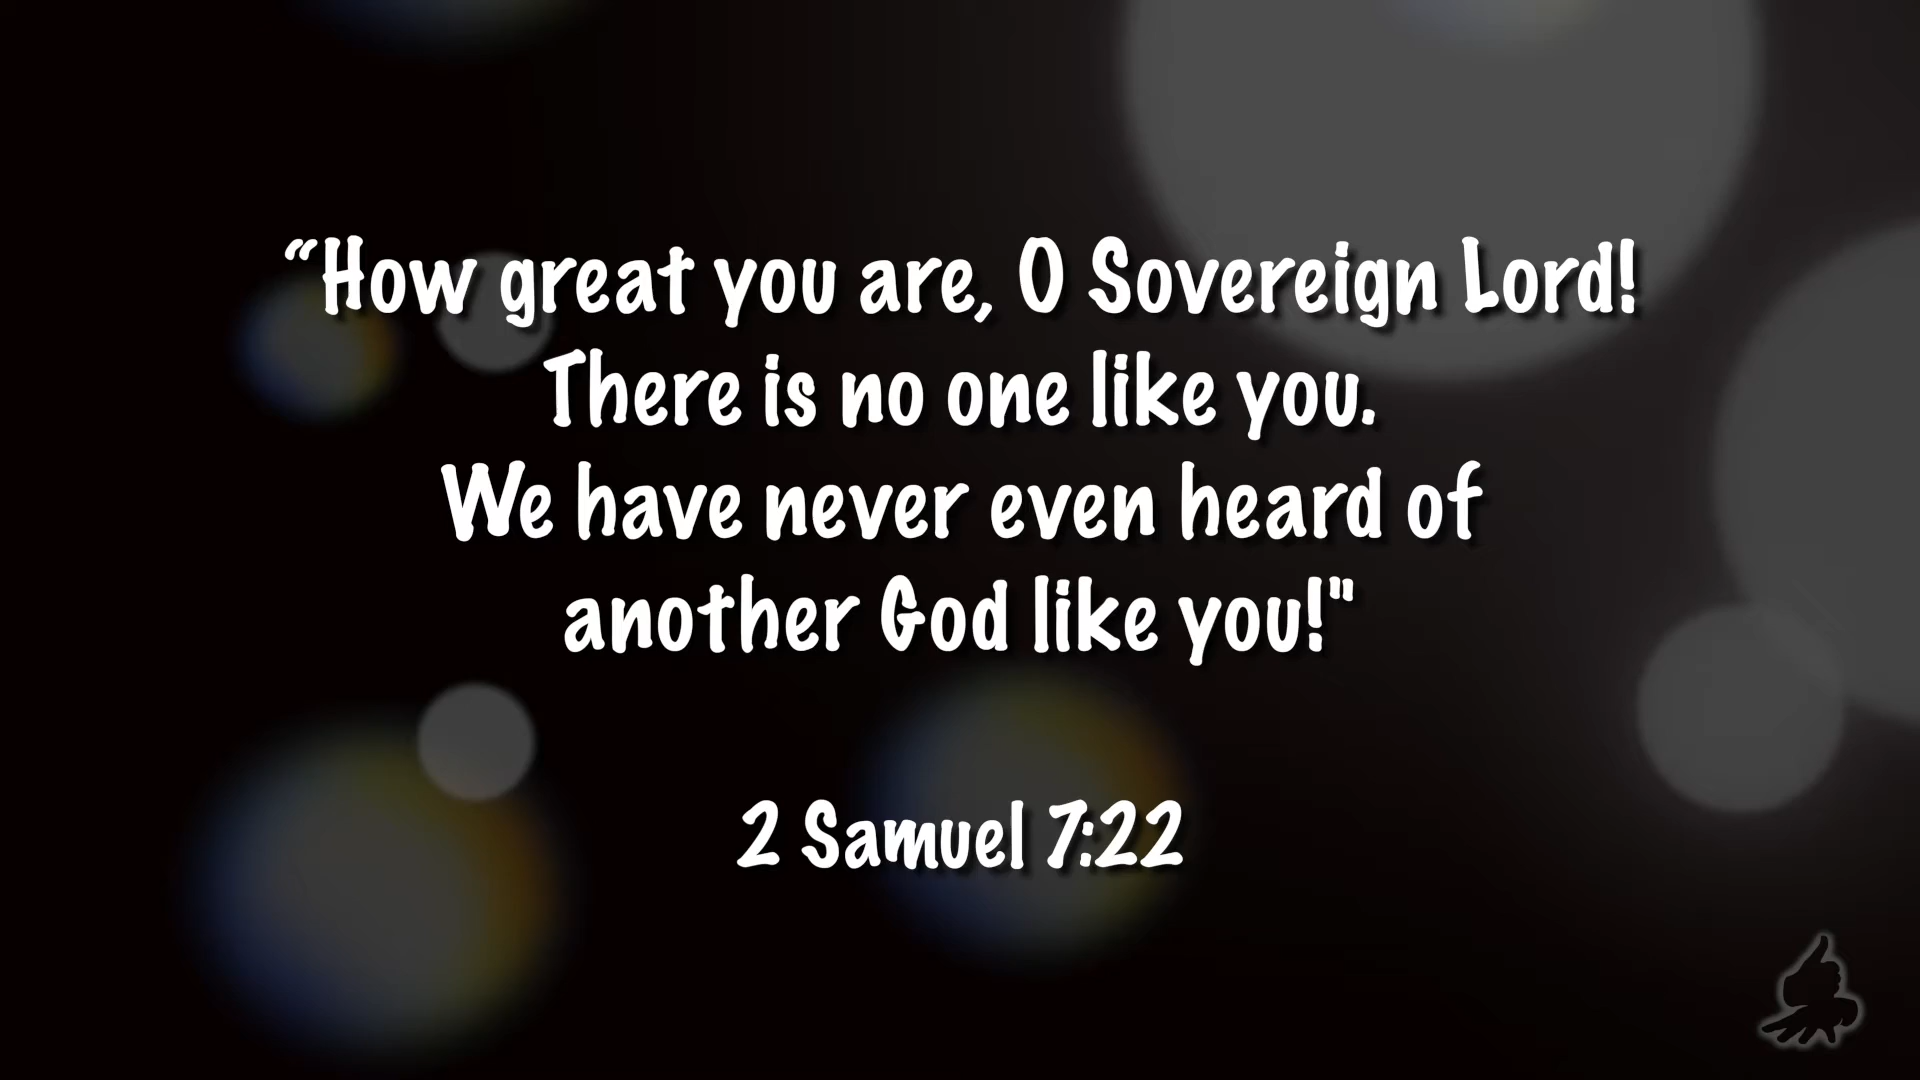 “How great you are, O Sovereign Lord!
There is no one like you.
We have never even heard of
another God like you!"
2 Samuel 7:22